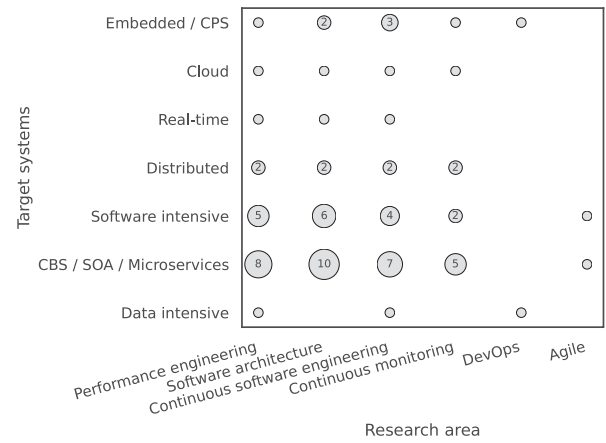 Embedded / CPS
2
3
Cloud
Real-time
Distributed
2
2
2
2
Software intensive
5
6
4
2
CBS / SOA / Microservices
8
10
7
5
Data intensive
Target systems
Performance engineering
Software architecture
Continuous software engineering
Continuous monitoring
DevOps
Agile
Research area